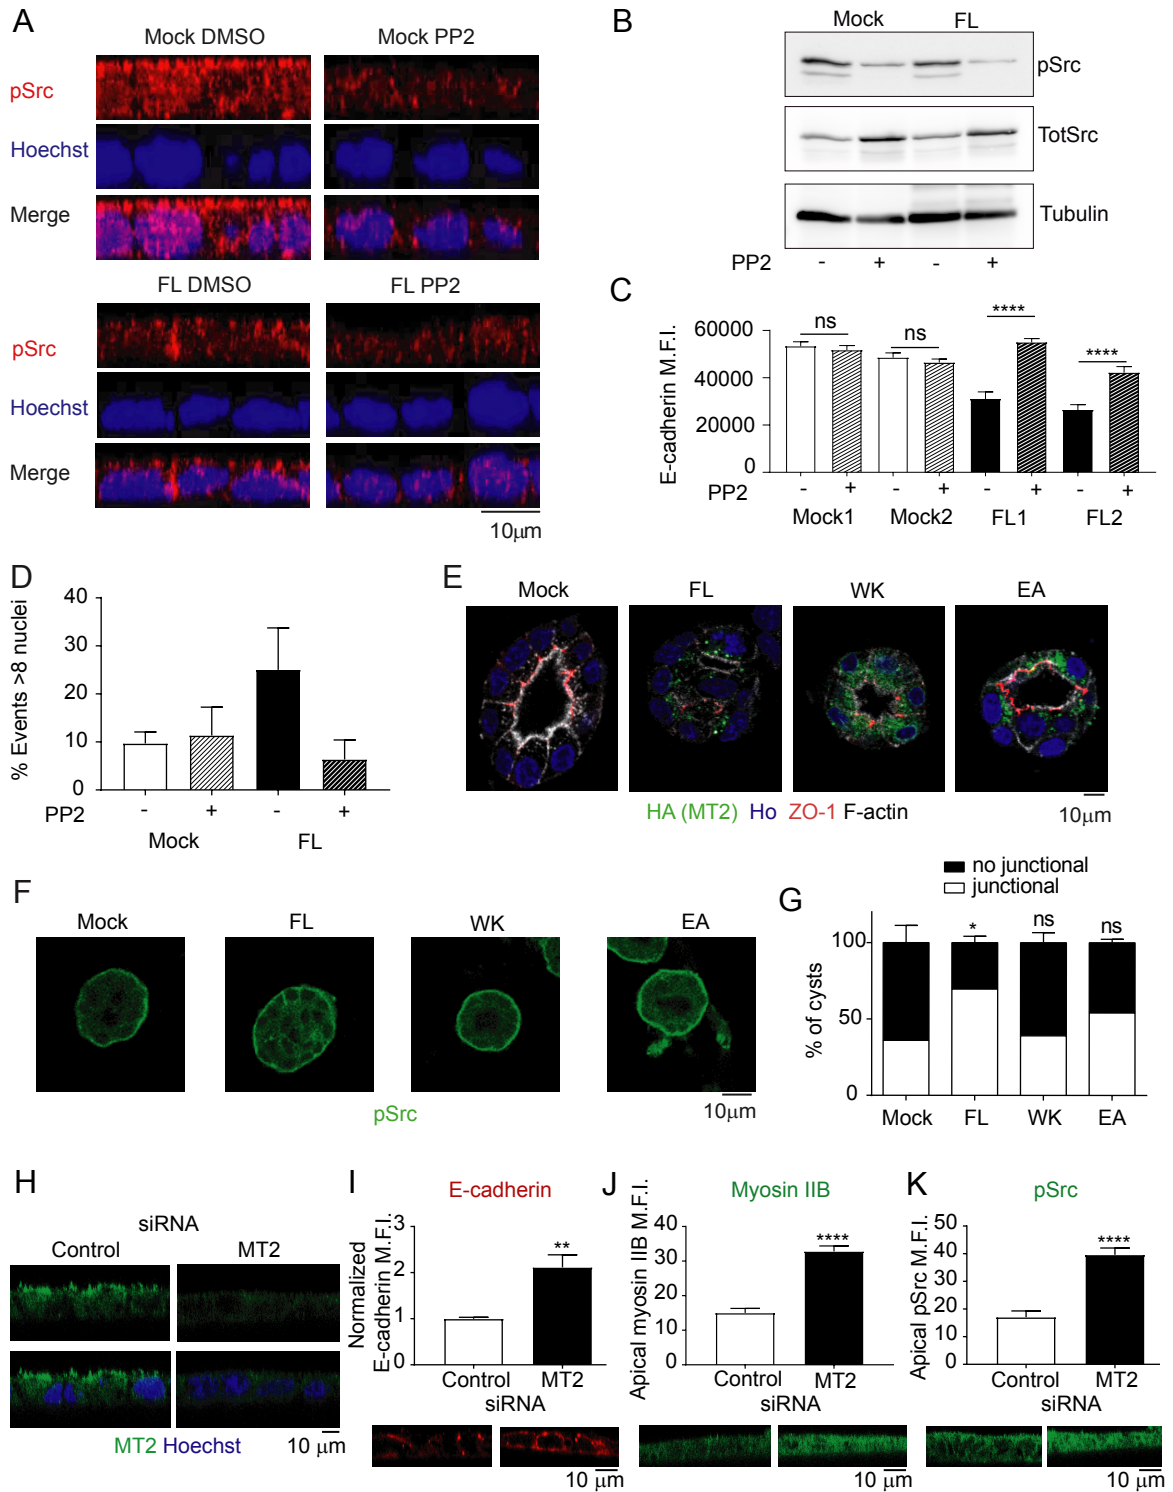 A
Mock DMSO
Mock PP2
pSrc
Hoechst
Merge
FL DMSO
FL PP2
pSrc
Hoechst
Merge
10μm
B
Mock
FL
pSrc
TotSrc
Tubulin
PP2
-
+
-
+
C
E-cadherin M.F.I.
60000
40000
20000
0
ns
ns
****
****
PP2
-
+
-
+
-
+
-
+
Mock1
Mock2
FL1
FL2
D
% Events >8 nuclei
40
30
20
10
0
PP2
-
+
-
+
Mock
FL
E
Mock
FL
WK
EA
HA (MT2) Ho ZO-1 F-actin
10μm
F
Mock
FL
WK
EA
pSrc
10μm
G
no junctional
junctional
% of cysts
100
50
0
*
ns
ns
Mock
FL
WK
EA
H
siRNA
Control
MT2
MT2 Hoechst
10 μm
I
E-cadherin
Normalized
E-cadherin M.F.I.
3
2
1
0
**
Control
MT2
siRNA
10 μm
J
Myosin IIB
Apical myosin IIB M.F.I.
40
30
20
10
0
****
Control
MT2
siRNA
10 μm
K
pSrc
Apical pSrc M.F.I.
50
40
30
20
10
0
****
Control
MT2
siRNA
10 μm